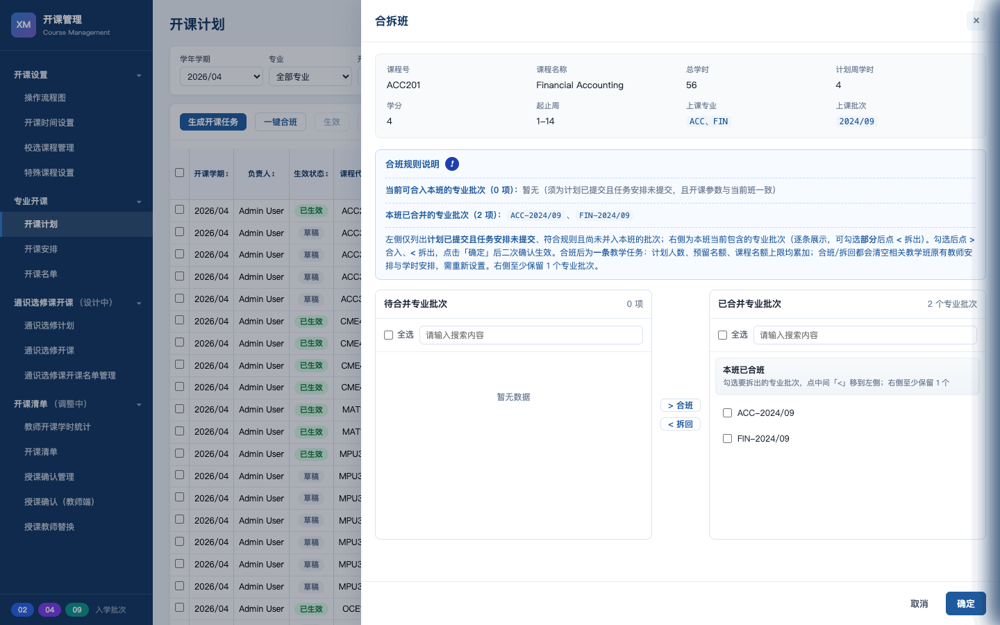 XM
开课管理
Course Management
开课设置
操作流程图
开课时间设置
校选课程管理
特殊课程设置
专业开课
开课计划
开课安排
开课名单
通识选修课开课（设计中）
通识选修计划
通识选修开课
通识选修课开课名单管理
开课清单（调整中）
教师开课学时统计
开课清单
授课确认管理
授课确认（教师端）
授课教师替换
02 04 09 入学批次
开课计划
学年学期 专业
2026/04 全部专业
生成开课任务 一键合班 生效
开课学期 负责人 生效状态 课程代
2026/04 Admin User 已生效 ACC2
2026/04 Admin User 草稿 ACC3
2026/04 Admin User 草稿 ACC3
2026/04 Admin User 草稿 ACC3
2026/04 Admin User 草稿 ACC3
2026/04 Admin User 已生效 CME4
2026/04 Admin User 已生效 CME4
2026/04 Admin User 已生效 CME4
2026/04 Admin User 已生效 CME4
2026/04 Admin User 已生效 MAT
2026/04 Admin User 已生效 MAT
2026/04 Admin User 已生效 MPU3
2026/04 Admin User 草稿 MPU3
2026/04 Admin User 草稿 MPU3
2026/04 Admin User 草稿 MPU3
2026/04 Admin User 草稿 MPU3
2026/04 Admin User 草稿 MPU3
2026/04 Admin User 草稿 MPU3
2026/04 Admin User 已生效 OCE
合拆班
×
课程号 课程名称 总学时 计划周学时
ACC201 Financial Accounting 56 4
学分 起止周 上课专业 上课批次
4 1-14 ACC、FIN 2024/09
合班规则说明 !
当前可合入本班的专业批次（0 项）：暂无（须为计划已提交且任务安排未提交，且开课参数与当前班一致）
本班已合并的专业批次（2 项）： ACC-2024/09 、 FIN-2024/09
左侧仅列出计划已提交且任务安排未提交、符合规则且尚未并入本班的批次；右侧为本班当前包含的专业批次（逐条展示，可勾选部分后点 < 拆出）。勾选后点 >
合入、< 拆出，点击「确定」后二次确认生效。合班后为一条教学任务：计划人数、预留名额、课程名额上限均累加；合班/拆回都会清空相关教学班原有教师安
排与学时安排，需重新设置。右侧至少保留 1 个专业批次。
待合并专业批次 0 项
全选 请输入搜索内容
暂无数据
> 合班
< 拆回
已合并专业批次 2 个专业批次
全选 请输入搜索内容
本班已合班
勾选要拆出的专业批次，点中间「<」移到左侧；右侧至少保留 1 个
ACC-2024/09
FIN-2024/09
取消 确定